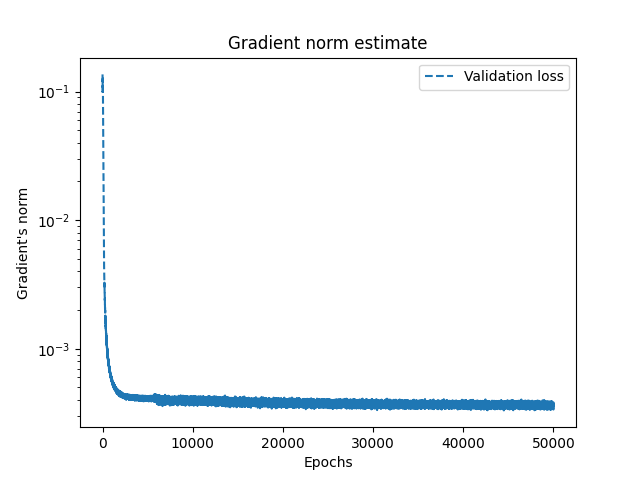 Gradient norm estimate
Validation loss
Gradient's norm
10⁻¹
10⁻²
10⁻³
0 10000 20000 30000 40000 50000
Epochs